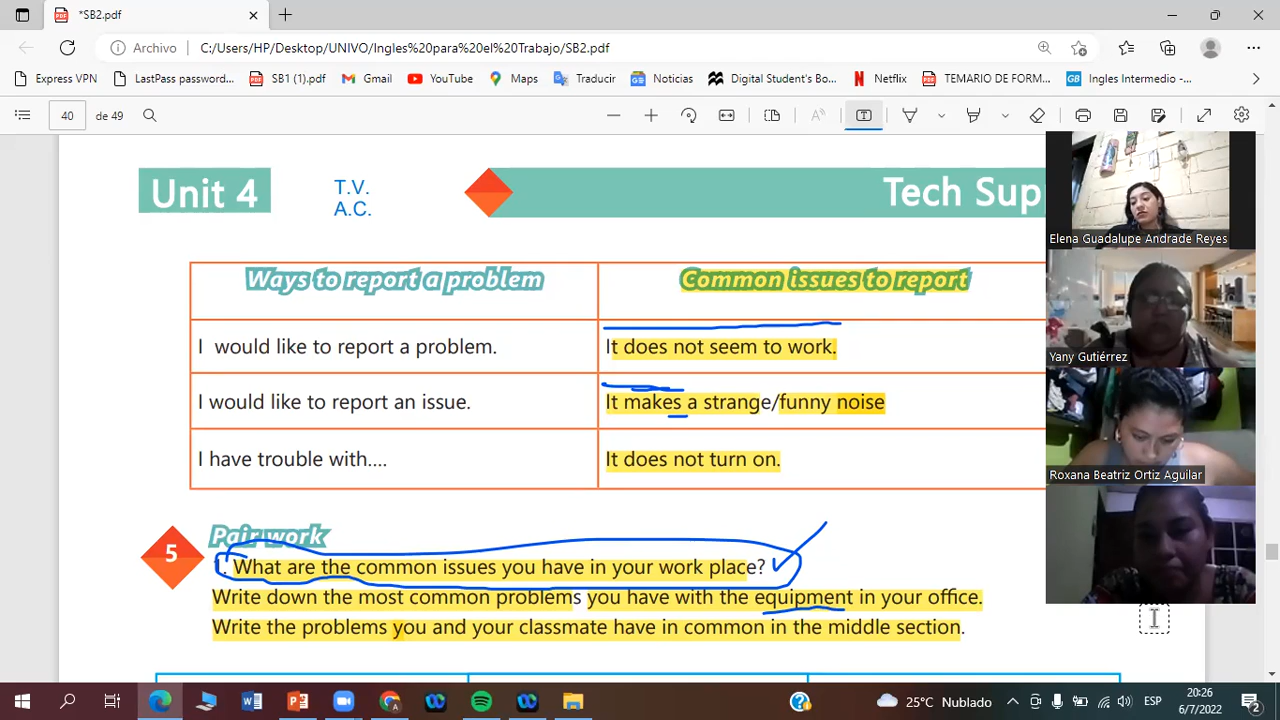 *SB2.pdf
Archivo
C:/Users/HP/Desktop/UNIVO/Ingles%20para%20el%20Trabajo/SB2.pdf
Express VPN
LastPass password...
SB1 (1).pdf
Gmail
YouTube
Maps
Traducir
Noticias
Digital Student's Bo...
Netflix
TEMARIO DE FORM...
Ingles Intermedio -...
40
de 49
Unit 4
T.V.
A.C.
Tech Sup
Ways to report a problem
Common issues to report
I would like to report a problem.
It does not seem to work.
I would like to report an issue.
It makes a strange/funny noise
I have trouble with....
It does not turn on.
5
Pair work
1. What are the common issues you have in your work place?
Write down the most common problems you have with the equipment in your office.
Write the problems you and your classmate have in common in the middle section.
Elena Guadalupe Andrade Reyes
Yany Gutiérrez
Roxana Beatriz Ortiz Aguilar
25°C Nublado
ESP
20:26
6/7/2022
2